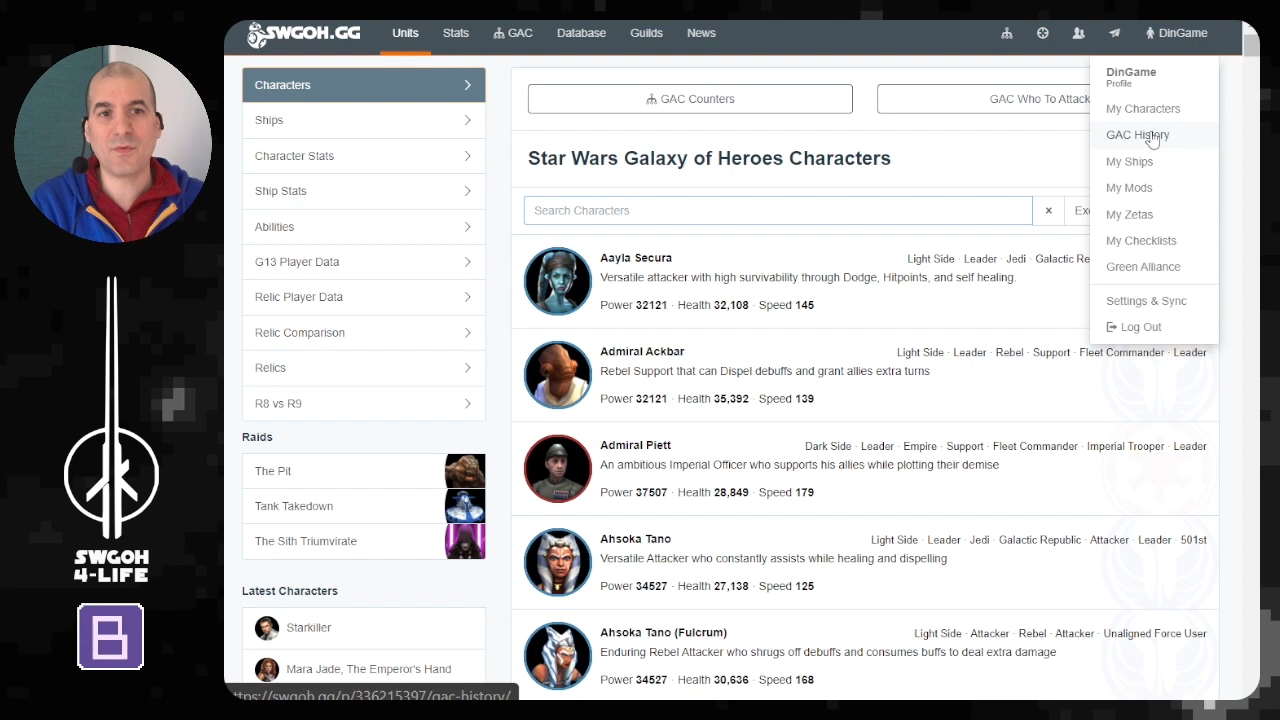 SWGOH.GG
Units
Stats
GAC
Database
Guilds
News
DinGame
DinGame
Profile
My Characters
GAC History
My Ships
My Mods
My Zetas
My Checklists
Green Alliance
Settings & Sync
Log Out
Characters
Ships
Character Stats
Ship Stats
Abilities
G13 Player Data
Relic Player Data
Relic Comparison
Relics
R8 vs R9
Raids
The Pit
Tank Takedown
The Sith Triumvirate
Latest Characters
Starkiller
Mara Jade, The Emperor's Hand
GAC Counters
GAC Who To Attack
Star Wars Galaxy of Heroes Characters
Search Characters
×
Aayla Secura
Light Side · Leader · Jedi · Galactic Re
Versatile attacker with high survivability through Dodge, Hitpoints, and self healing.
Power 32121 · Health 32,108 · Speed 145
Admiral Ackbar
Light Side · Leader · Rebel · Support · Fleet Commander · Leader
Rebel Support that can Dispel debuffs and grant allies extra turns
Power 32121 · Health 35,392 · Speed 139
Admiral Piett
Dark Side · Leader · Empire · Support · Fleet Commander · Imperial Trooper · Leader
An ambitious Imperial Officer who supports his allies while plotting their demise
Power 37507 · Health 28,849 · Speed 179
Ahsoka Tano
Light Side · Leader · Jedi · Galactic Republic · Attacker · Leader · 501st
Versatile Attacker who constantly assists while healing and dispelling
Power 34527 · Health 27,138 · Speed 125
Ahsoka Tano (Fulcrum)
Light Side · Attacker · Rebel · Attacker · Unaligned Force User
Enduring Rebel Attacker who shrugs off debuffs and consumes buffs to deal extra damage
Power 34527 · Health 30,636 · Speed 168
ttps://swgoh.gg/p/336215397/gac-history/
SWGOH
4-LIFE
B